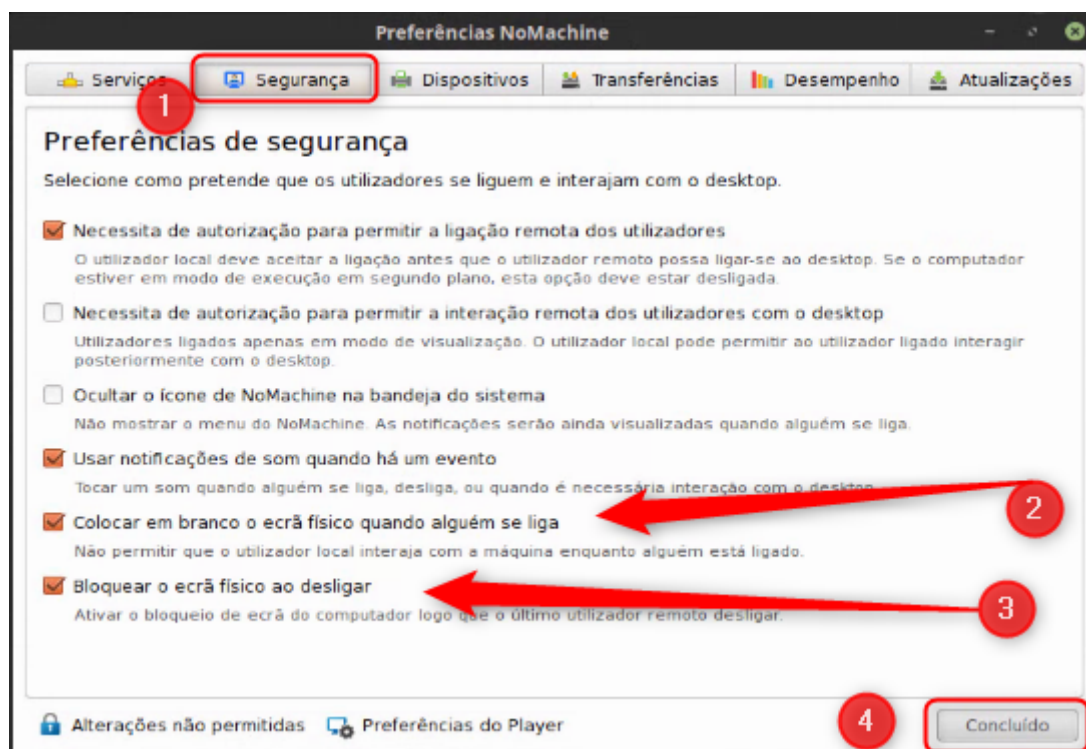 Preferências NoMachine
Serviços Segurança Dispositivos Transferências Desempenho Atualizações
1
Preferências de segurança
Selecione como pretende que os utilizadores se liguem e interajam com o desktop.
Necessita de autorização para permitir a ligação remota dos utilizadores
O utilizador local deve aceitar a ligação antes que o utilizador remoto possa ligar-se ao desktop. Se o computador
estiver em modo de execução em segundo plano, esta opção deve estar desligada.
Necessita de autorização para permitir a interação remota dos utilizadores com o desktop
Utilizadores ligados apenas em modo de visualização. O utilizador local pode permitir ao utilizador ligado interagir
posteriormente com o desktop.
Ocultar o ícone de NoMachine na bandeja do sistema
Não mostrar o menu do NoMachine. As notificações serão ainda visualizadas quando alguém se liga.
Usar notificações de som quando há um evento
Tocar um som quando alguém se liga, desliga, ou quando é necessária interação com o desktop.
2
Colocar em branco o ecrã físico quando alguém se liga
Não permitir que o utilizador local interaja com a máquina enquanto alguém está ligado.
Bloquear o ecrã físico ao desligar
3
Ativar o bloqueio de ecrã do computador logo que o último utilizador remoto desligar.
Alterações não permitidas Preferências do Player 4 Concluído